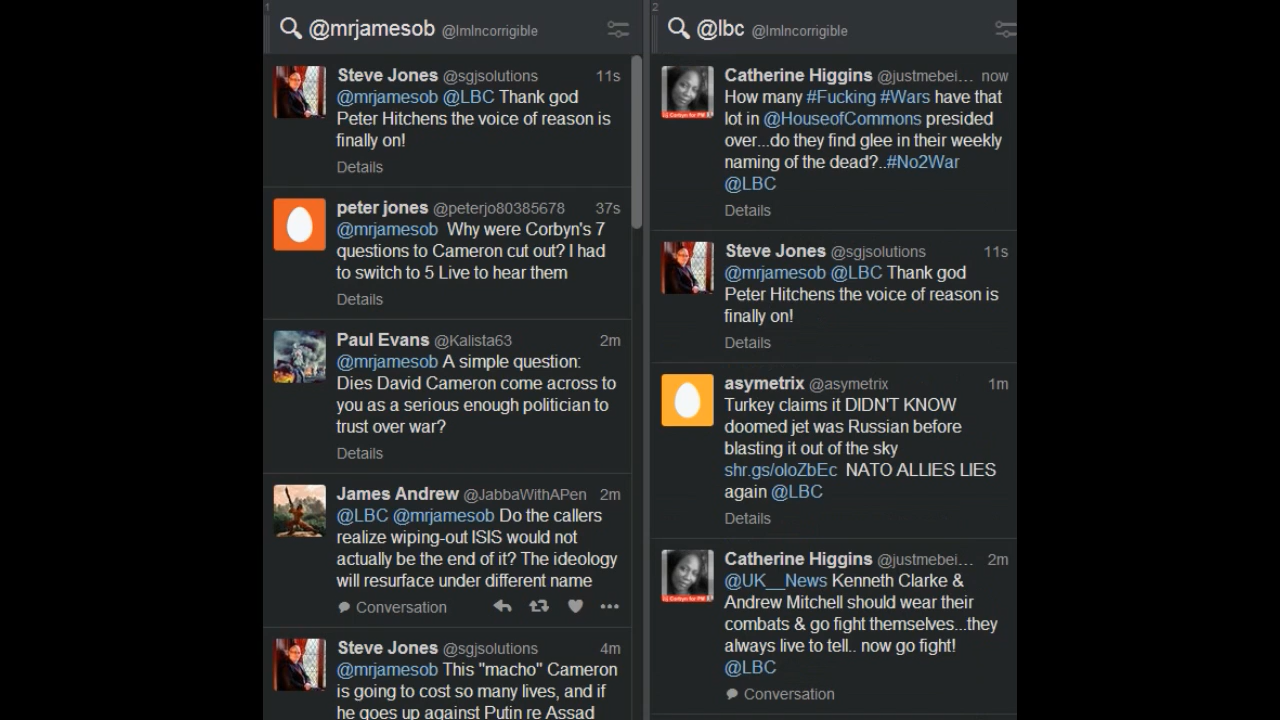 1
@mrjamesob @ImIncorrigible
Steve Jones @sgjsolutions 11s
@mrjamesob @LBC Thank god
Peter Hitchens the voice of reason is
finally on!
Details
peter jones @peterjo80385678 37s
@mrjamesob Why were Corbyn's 7
questions to Cameron cut out? I had
to switch to 5 Live to hear them
Details
Paul Evans @Kalista63 2m
@mrjamesob A simple question:
Dies David Cameron come across to
you as a serious enough politician to
trust over war?
Details
James Andrew @JabbaWithAPen 2m
@LBC @mrjamesob Do the callers
realize wiping-out ISIS would not
actually be the end of it? The ideology
will resurface under different name
Conversation
Steve Jones @sgjsolutions 4m
@mrjamesob This "macho" Cameron
is going to cost so many lives, and if
he goes up against Putin re Assad
2
@lbc @ImIncorrigible
Catherine Higgins @justmebei... now
How many #Fucking #Wars have that
lot in @HouseofCommons presided
over...do they find glee in their weekly
naming of the dead?..#No2War
@LBC
Details
Steve Jones @sgjsolutions 11s
@mrjamesob @LBC Thank god
Peter Hitchens the voice of reason is
finally on!
Details
asymetrix @asymetrix 1m
Turkey claims it DIDN'T KNOW
doomed jet was Russian before
blasting it out of the sky
shr.gs/oloZbEc NATO ALLIES LIES
again @LBC
Details
Catherine Higgins @justmebei... 2m
@UK__News Kenneth Clarke &
Andrew Mitchell should wear their
combats & go fight themselves...they
always live to tell.. now go fight!
@LBC
Conversation